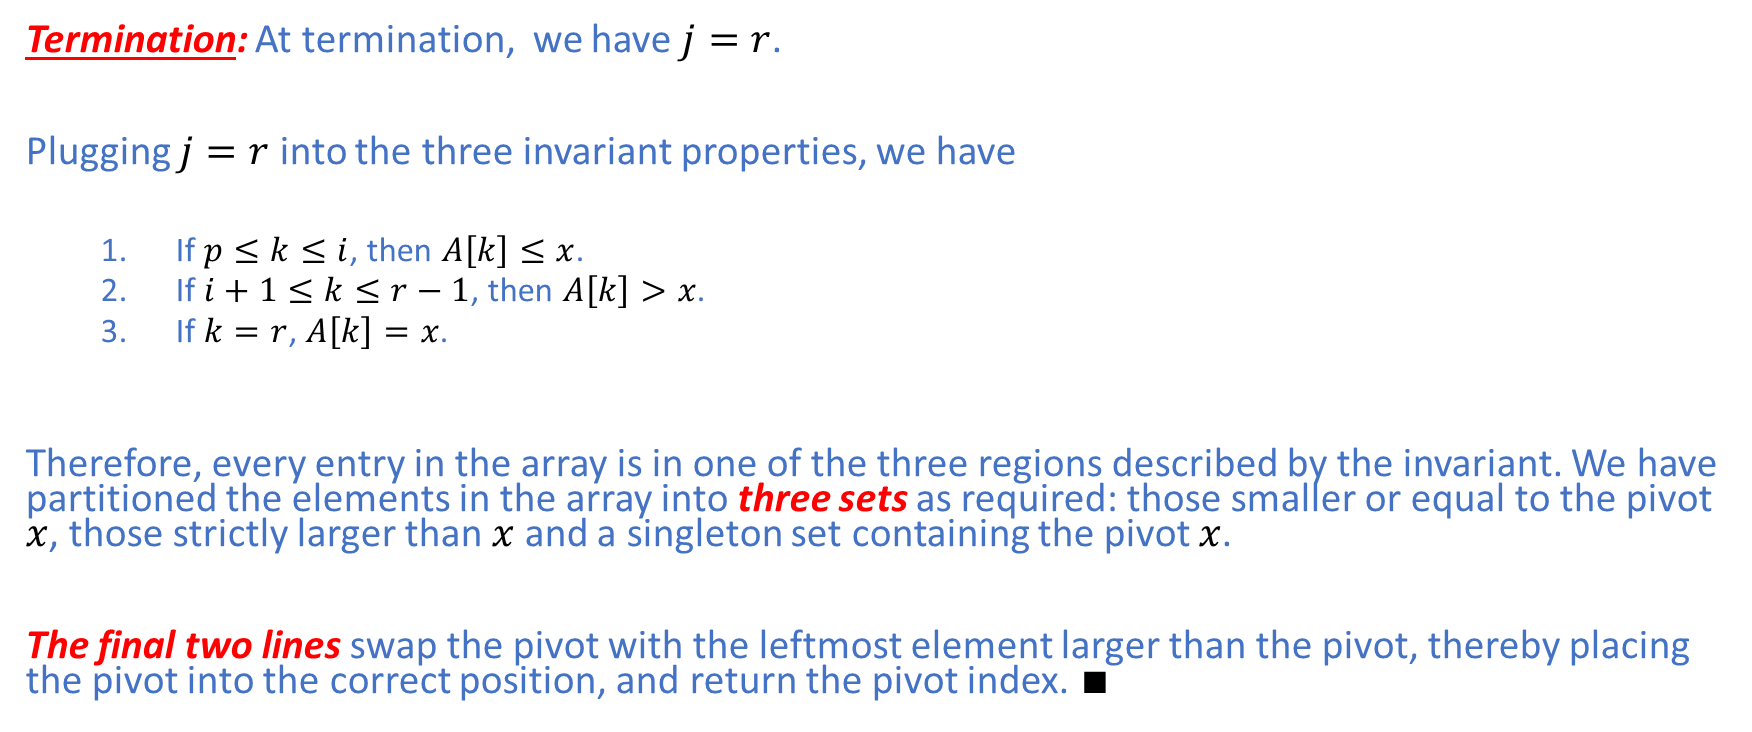 Termination: At termination, we have j = r.
Plugging j = r into the three invariant properties, we have
1. If p ≤ k ≤ i, then A[k] ≤ x.
2. If i + 1 ≤ k ≤ r − 1, then A[k] > x.
3. If k = r, A[k] = x.
Therefore, every entry in the array is in one of the three regions described by the invariant. We have
partitioned the elements in the array into three sets as required: those smaller or equal to the pivot
x, those strictly larger than x and a singleton set containing the pivot x.
The final two lines swap the pivot with the leftmost element larger than the pivot, thereby placing
the pivot into the correct position, and return the pivot index. ■